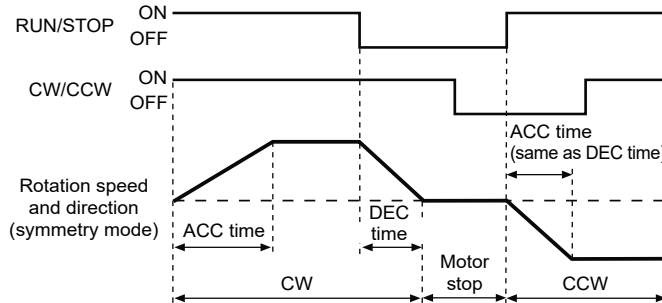 RUN/STOP
ON
OFF
CW/CCW
ON
OFF
ACC time
(same as DEC time)
Rotation speed
and direction
(symmetry mode)
ACC time
DEC
time
Motor
stop
CW
CCW